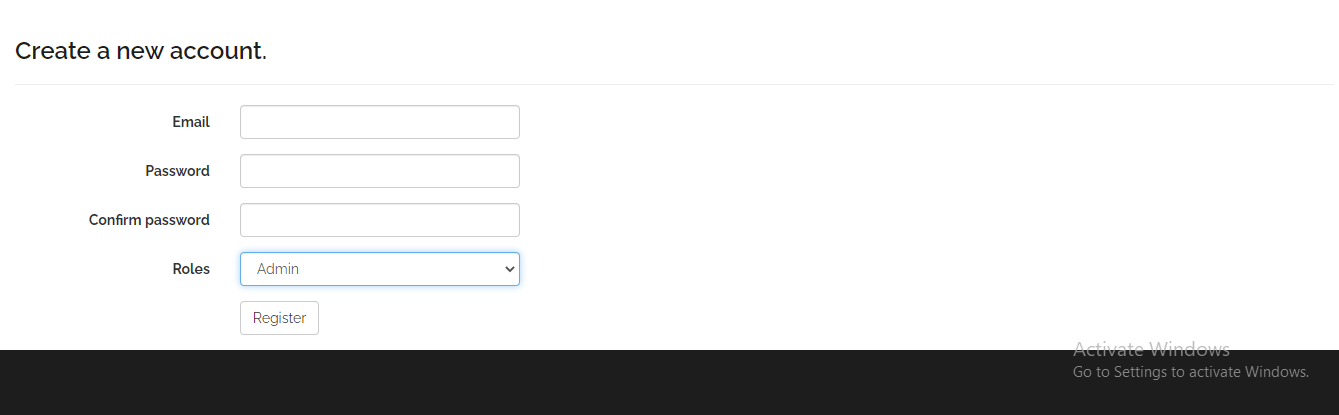 Create a new account.
Email
Password
Confirm password
Roles
Admin
Register
Activate Windows
Go to Settings to activate Windows.